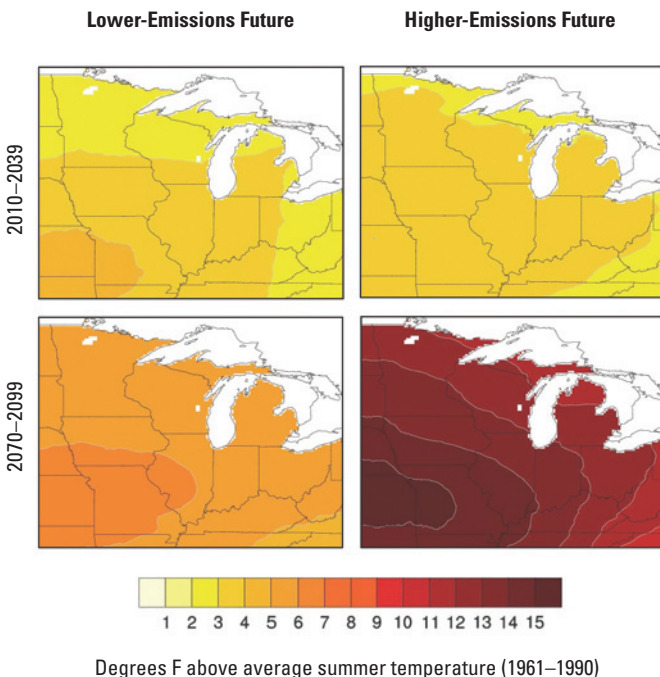 Lower-Emissions Future
Higher-Emissions Future
2010–2039
2070–2099
1 2 3 4 5 6 7 8 9 10 11 12 13 14 15
Degrees F above average summer temperature (1961–1990)